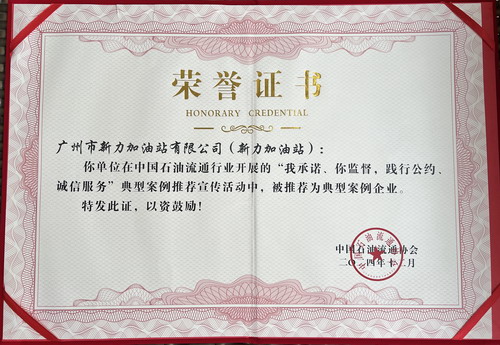 荣誉证书
HONORARY CREDENTIAL
广州市新力加油站有限公司（新力加油站）：
你单位在中国石油流通行业开展的“我承诺、你监督，践行公约、
诚信服务”典型案例推荐宣传活动中，被推荐为典型案例企业。
特发此证，以资鼓励！
中国石油流通协会
二〇二四年十二月